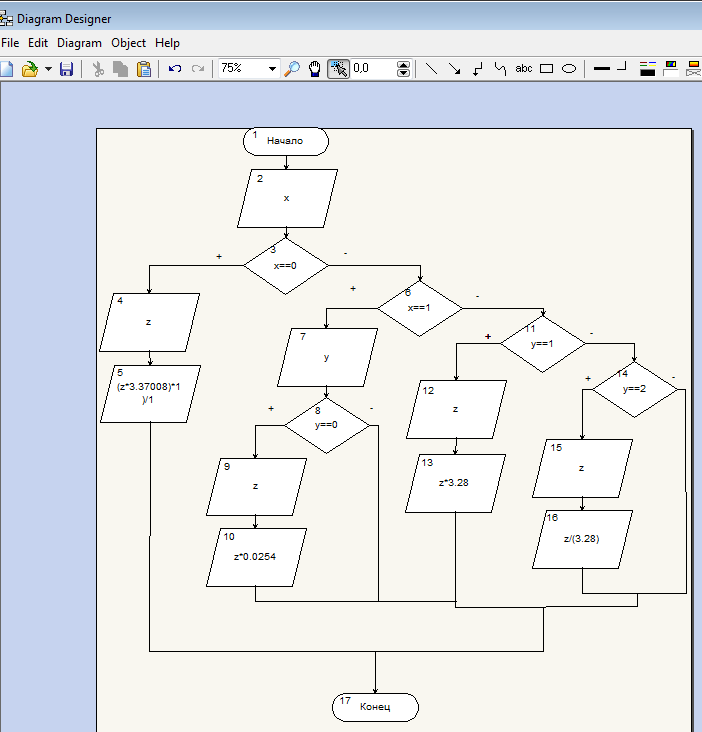 Diagram Designer
File Edit Diagram Object Help
75% 0,0 abc
1 Начало
2
x
3
x==0
+ -
4
z
5
(z*3.37008)*1
)/1
6
x==1
+ -
7
y
8
y==0
+ -
9
z
10
z*0.0254
11
y==1
+ -
12
z
13
z*3.28
14
y==2
+ -
15
z
16
z/(3.28)
17 Конец